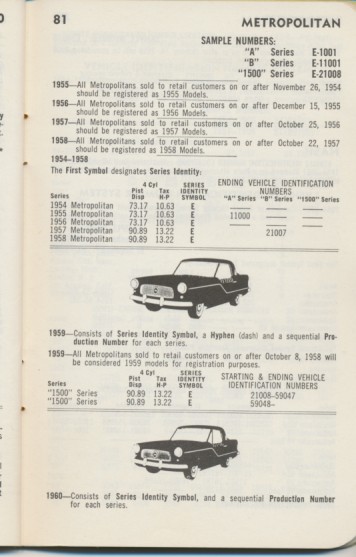 81 METROPOLITAN
SAMPLE NUMBERS:
"A" Series E-1001
"B" Series E-11001
"1500" Series E-21008
1955—All Metropolitans sold to retail customers on or after November 26, 1954
should be registered as 1955 Models.
1956—All Metropolitans sold to retail customers on or after December 15, 1955
should be registered as 1956 Models.
1957—All Metropolitans sold to retail customers on or after October 25, 1956
should be registered as 1957 Models.
1958—All Metropolitans sold to retail customers on or after October 22, 1957
should be registered as 1958 Models.
1954-1958
The First Symbol designates Series Identity:
4 Cyl SERIES ENDING VEHICLE IDENTIFICATION
Pist Tax IDENTITY NUMBERS
Series Disp H-P SYMBOL "A" Series "B" Series "1500" Series
1954 Metropolitan 73.17 10.63 E
1955 Metropolitan 73.17 10.63 E 11000
1956 Metropolitan 73.17 10.63 E
1957 Metropolitan 90.89 13.22 E 21007
1958 Metropolitan 90.89 13.22 E
1959—Consists of Series Identity Symbol, a Hyphen (dash) and a sequential Pro-
duction Number for each series.
1959—All Metropolitans sold to retail customers on or after October 8, 1958 will
be considered 1959 models for registration purposes.
4 Cyl SERIES STARTING & ENDING VEHICLE
Pist Tax IDENTITY IDENTIFICATION NUMBERS
Series Disp H-P SYMBOL
"1500" Series 90.89 13.22 E 21008-59047
"1500" Series 90.89 13.22 E 59048-
1960—Consists of Series Identity Symbol, and a sequential Production Number
for each series.